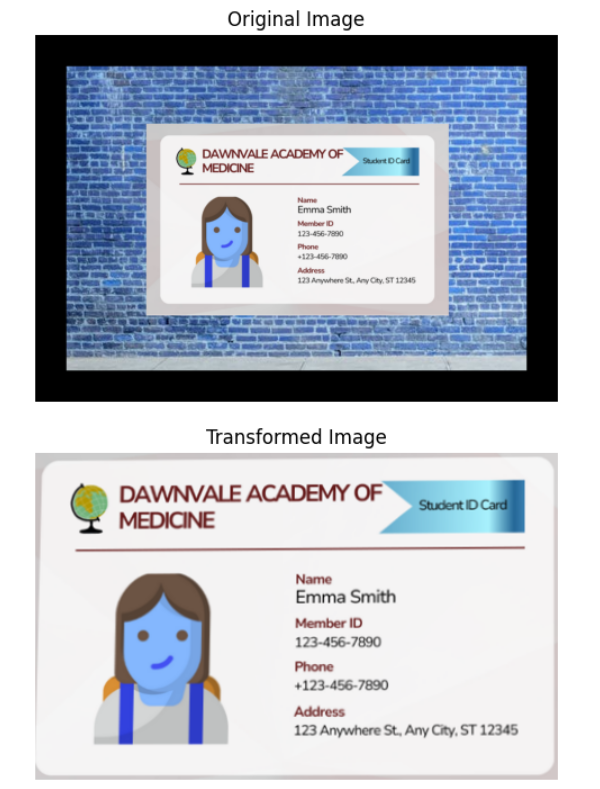 Original Image
DAWNVALE ACADEMY OF
MEDICINE
Student ID Card
Name
Emma Smith
Member ID
123-456-7890
Phone
+123-456-7890
Address
123 Anywhere St., Any City, ST 12345
Transformed Image
DAWNVALE ACADEMY OF
MEDICINE
Student ID Card
Name
Emma Smith
Member ID
123-456-7890
Phone
+123-456-7890
Address
123 Anywhere St., Any City, ST 12345